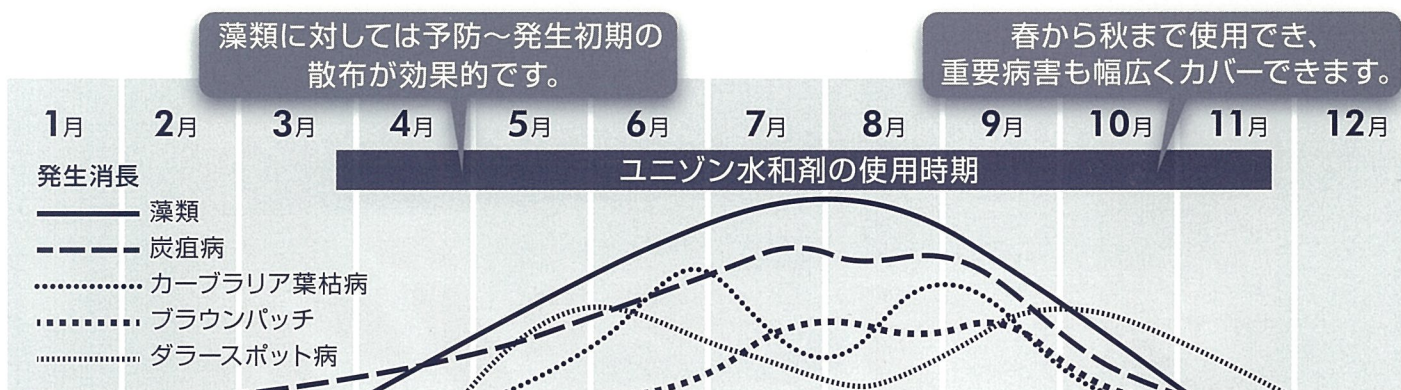 藻類に対しては予防～発生初期の
散布が効果的です。
春から秋まで使用でき、
重要病害も幅広くカバーできます。
1月 2月 3月 4月 5月 6月 7月 8月 9月 10月 11月 12月
ユニゾン水和剤の使用時期
発生消長
藻類
炭疽病
カーブラリア葉枯病
ブラウンパッチ
ダラースポット病